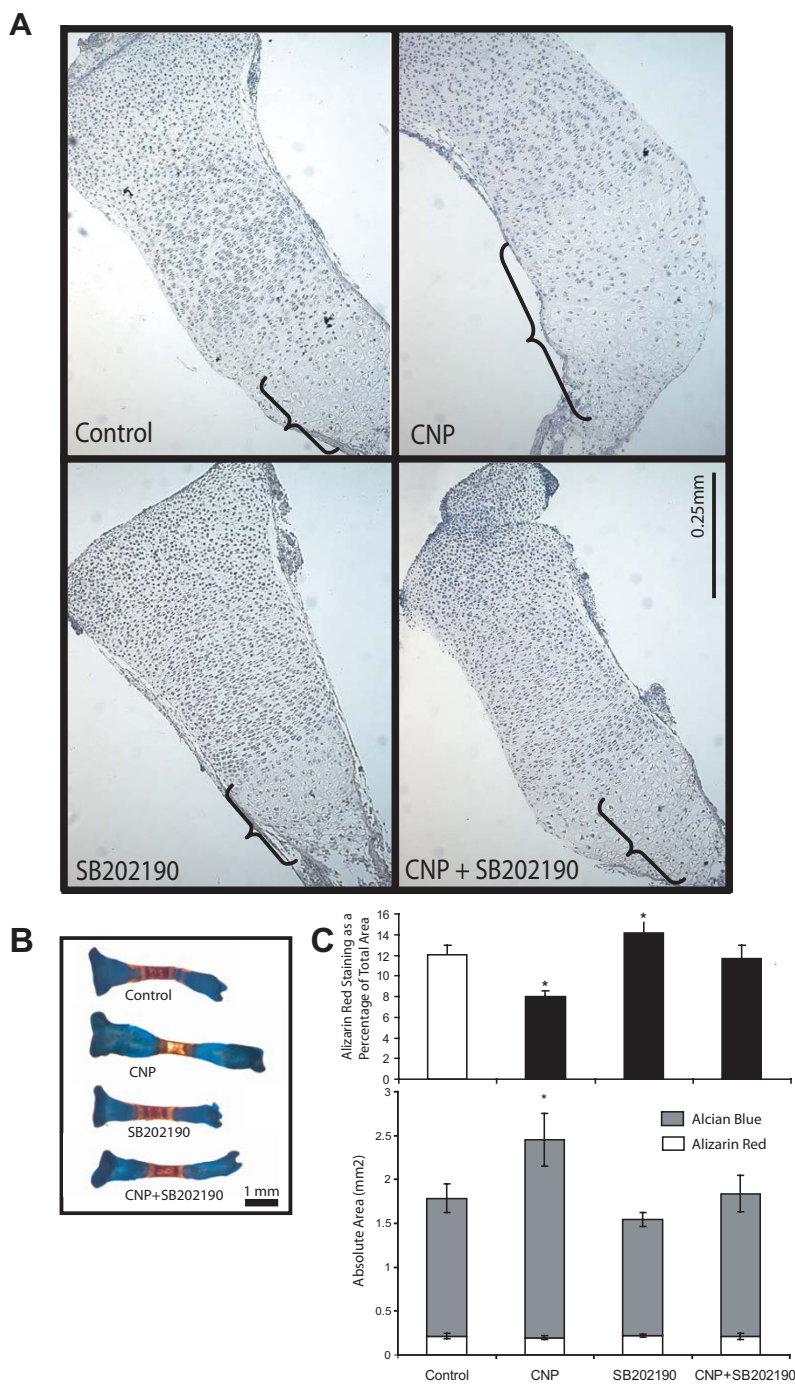 A
Control
CNP
0.25mm
SB202190
CNP + SB202190
B
Control
CNP
SB202190
CNP+SB202190
1 mm
C
Alizarin Red Staining as a
Percentage of Total Area
16
14
12
10
8
6
4
2
0
*
*
Absolute Area (mm2)
3
2.5
2
1.5
1
0.5
0
*
Alcian Blue
Alizarin Red
Control
CNP
SB202190
CNP+SB202190